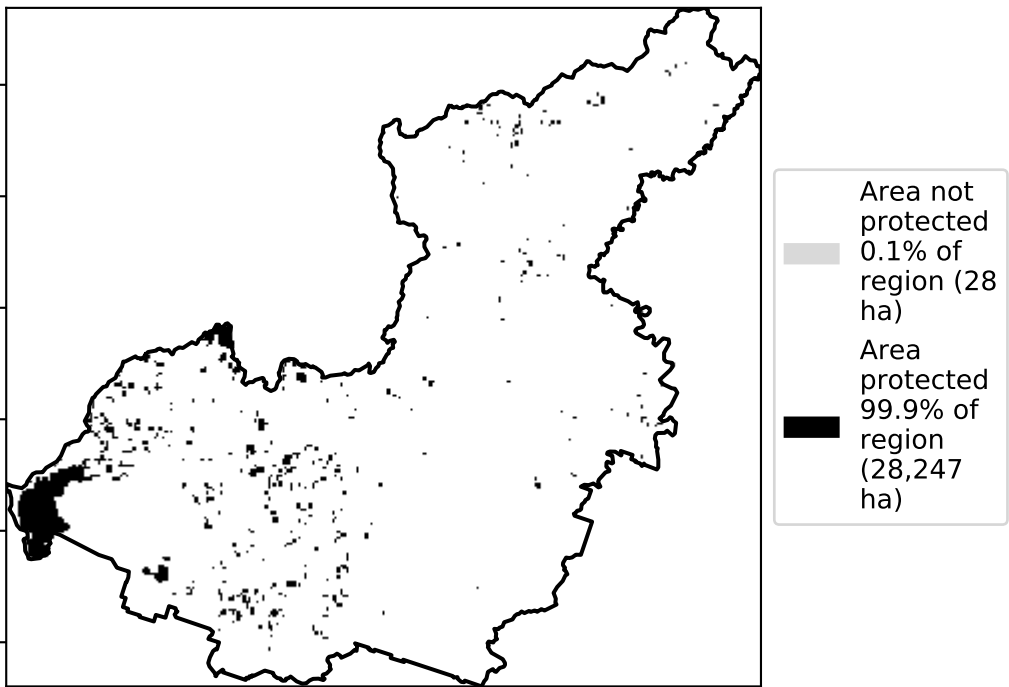 Area not
protected
0.1% of
region (28
ha)
Area
protected
99.9% of
region
(28,247
ha)